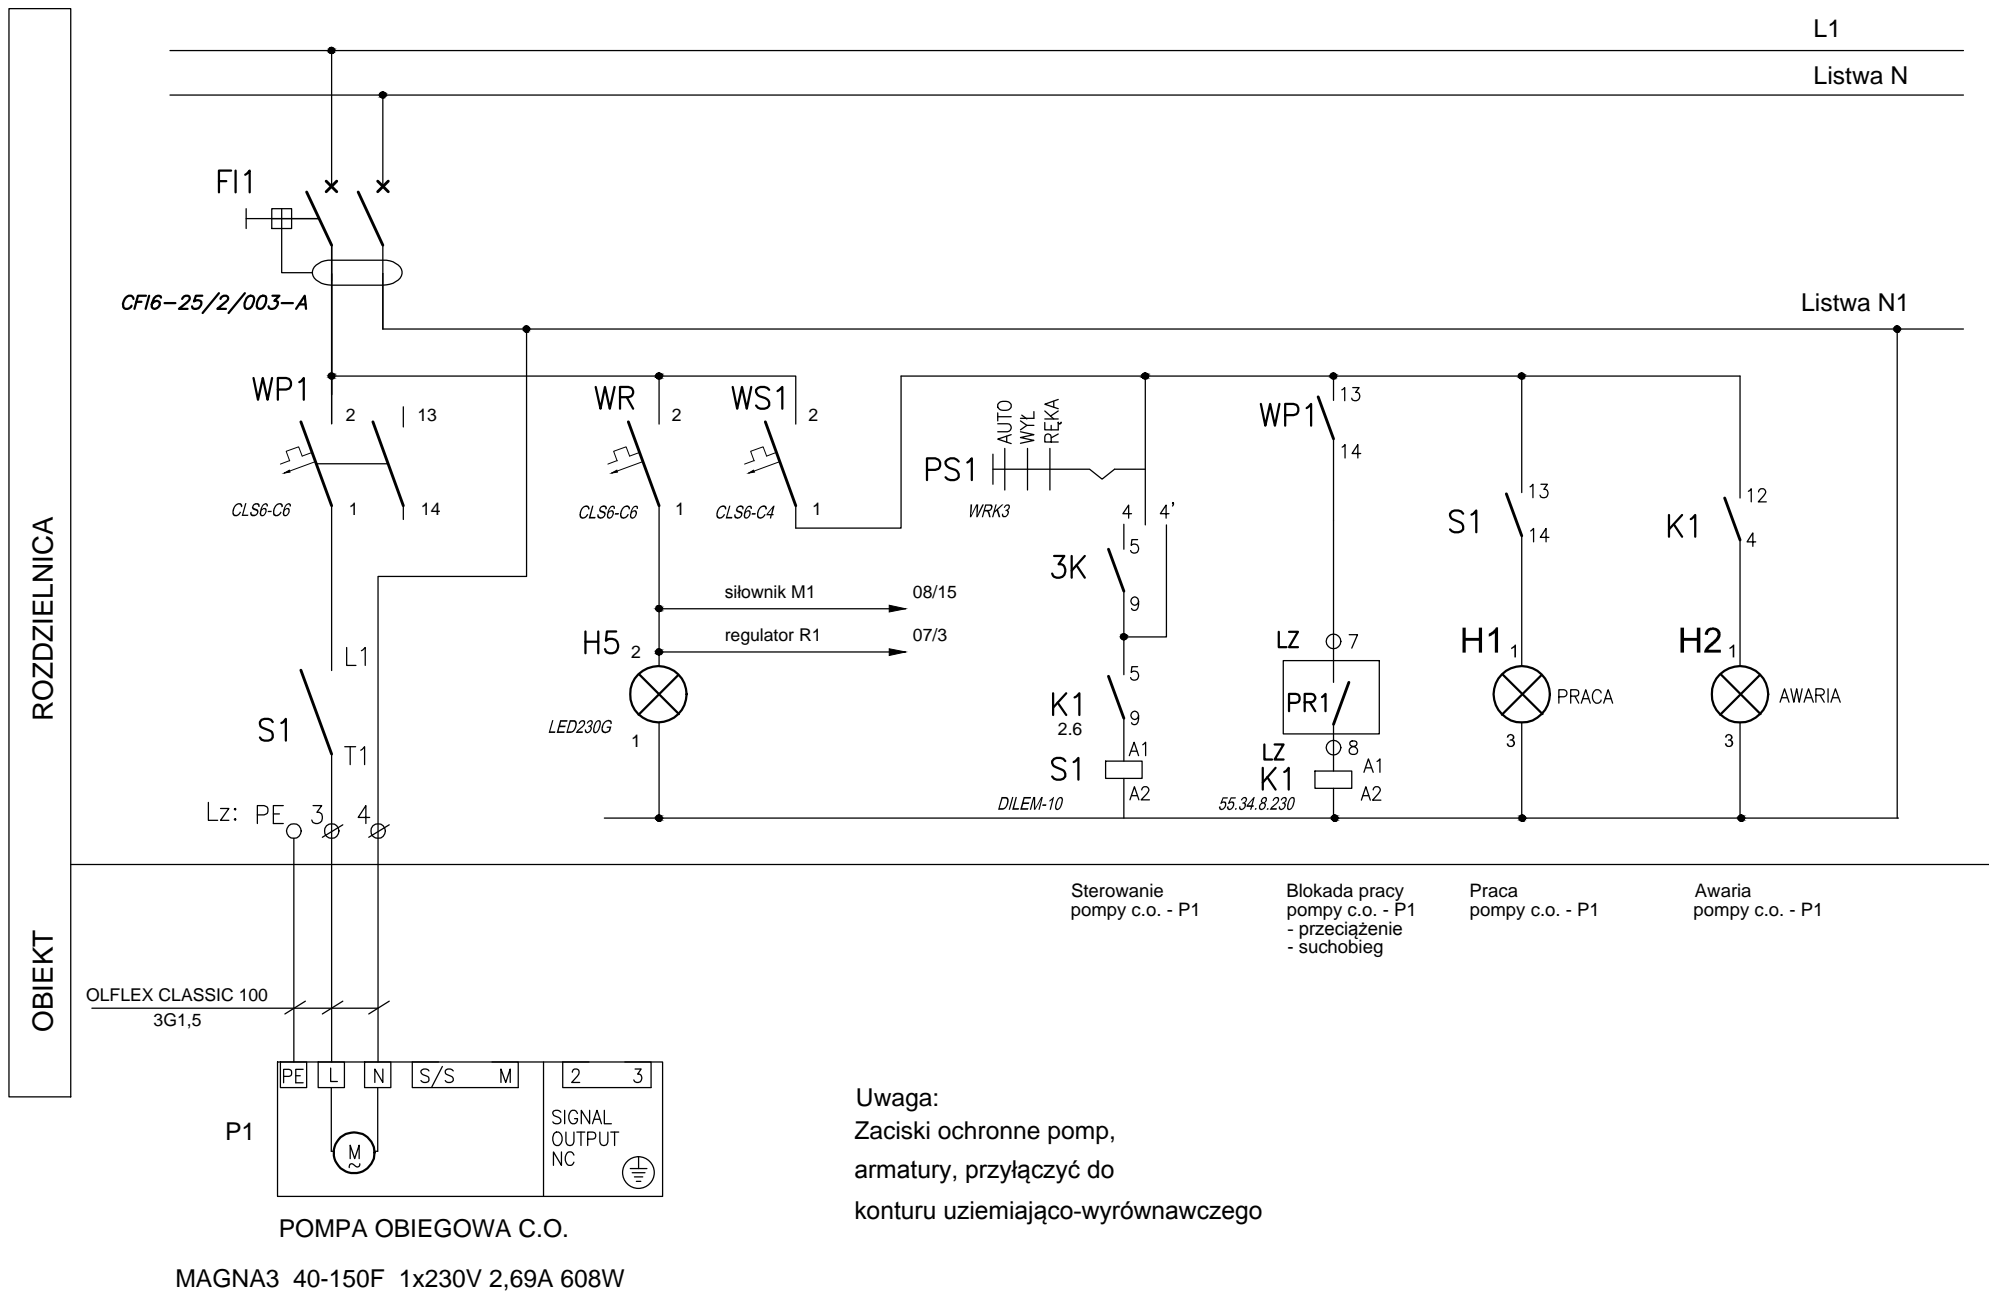 L1
Listwa N
FI1
CFI6-25/2/003-A
Listwa N1
WP1
2
13
CLS6-C6
1
14
WR
2
CLS6-C6
1
WS1
2
CLS6-C4
1
PS1
AUTO
WYŁ
RĘKA
WRK3
4
4'
3K
5
9
K1
2.6
5
9
S1
A1
A2
DILEM-10
WP1
13
14
LZ
7
PR1
LZ
8
K1
A1
A2
55.34.8.230
S1
13
14
H1
1
PRACA
3
K1
12
4
H2
1
AWARIA
3
siłownik M1
08/15
regulator R1
07/3
H5
2
LED230G
1
S1
L1
T1
Lz:
PE
3
4
ROZDZIELNICA
OBIEKT
Sterowanie
pompy c.o. - P1
Blokada pracy
pompy c.o. - P1
- przeciążenie
- suchobieg
Praca
pompy c.o. - P1
Awaria
pompy c.o. - P1
OLFLEX CLASSIC 100
3G1,5
PE
L
N
S/S
M
2
3
P1
M
~
SIGNAL
OUTPUT
NC
POMPA OBIEGOWA C.O.
MAGNA3 40-150F 1x230V 2,69A 608W
Uwaga:
Zaciski ochronne pomp,
armatury, przyłączyć do
konturu uziemiająco-wyrównawczego